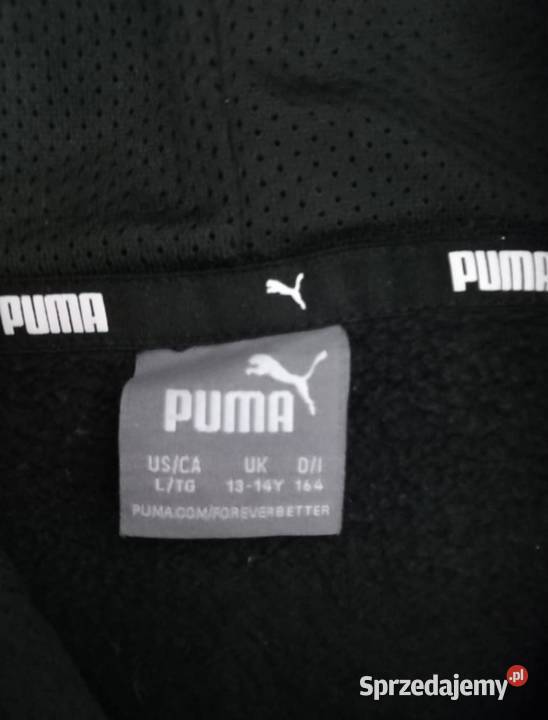 PUMA
PUMA
PUMA
US/CA UK D/I
L/TG 13-14Y 164
PUMA.COM/FOREVERBETTER
Sprzedajemy.pl